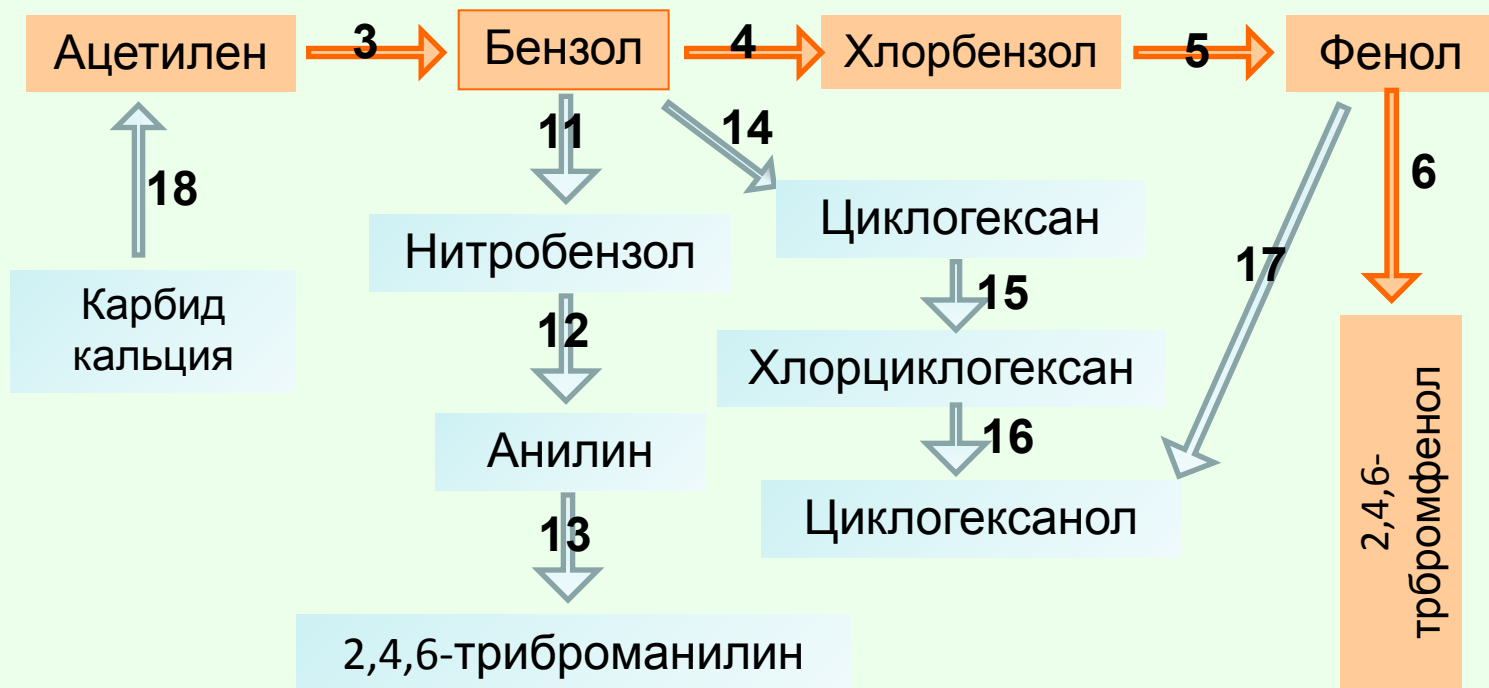 Ацетилен
3
Бензол
4
Хлорбензол
5
Фенол
11
14
18
6
Нитробензол
Циклогексан
17
Карбид
кальция
12
15
Хлорциклогексан
Анилин
16
13
Циклогексанол
2,4,6-
трбромфенол
2,4,6-триброманилин